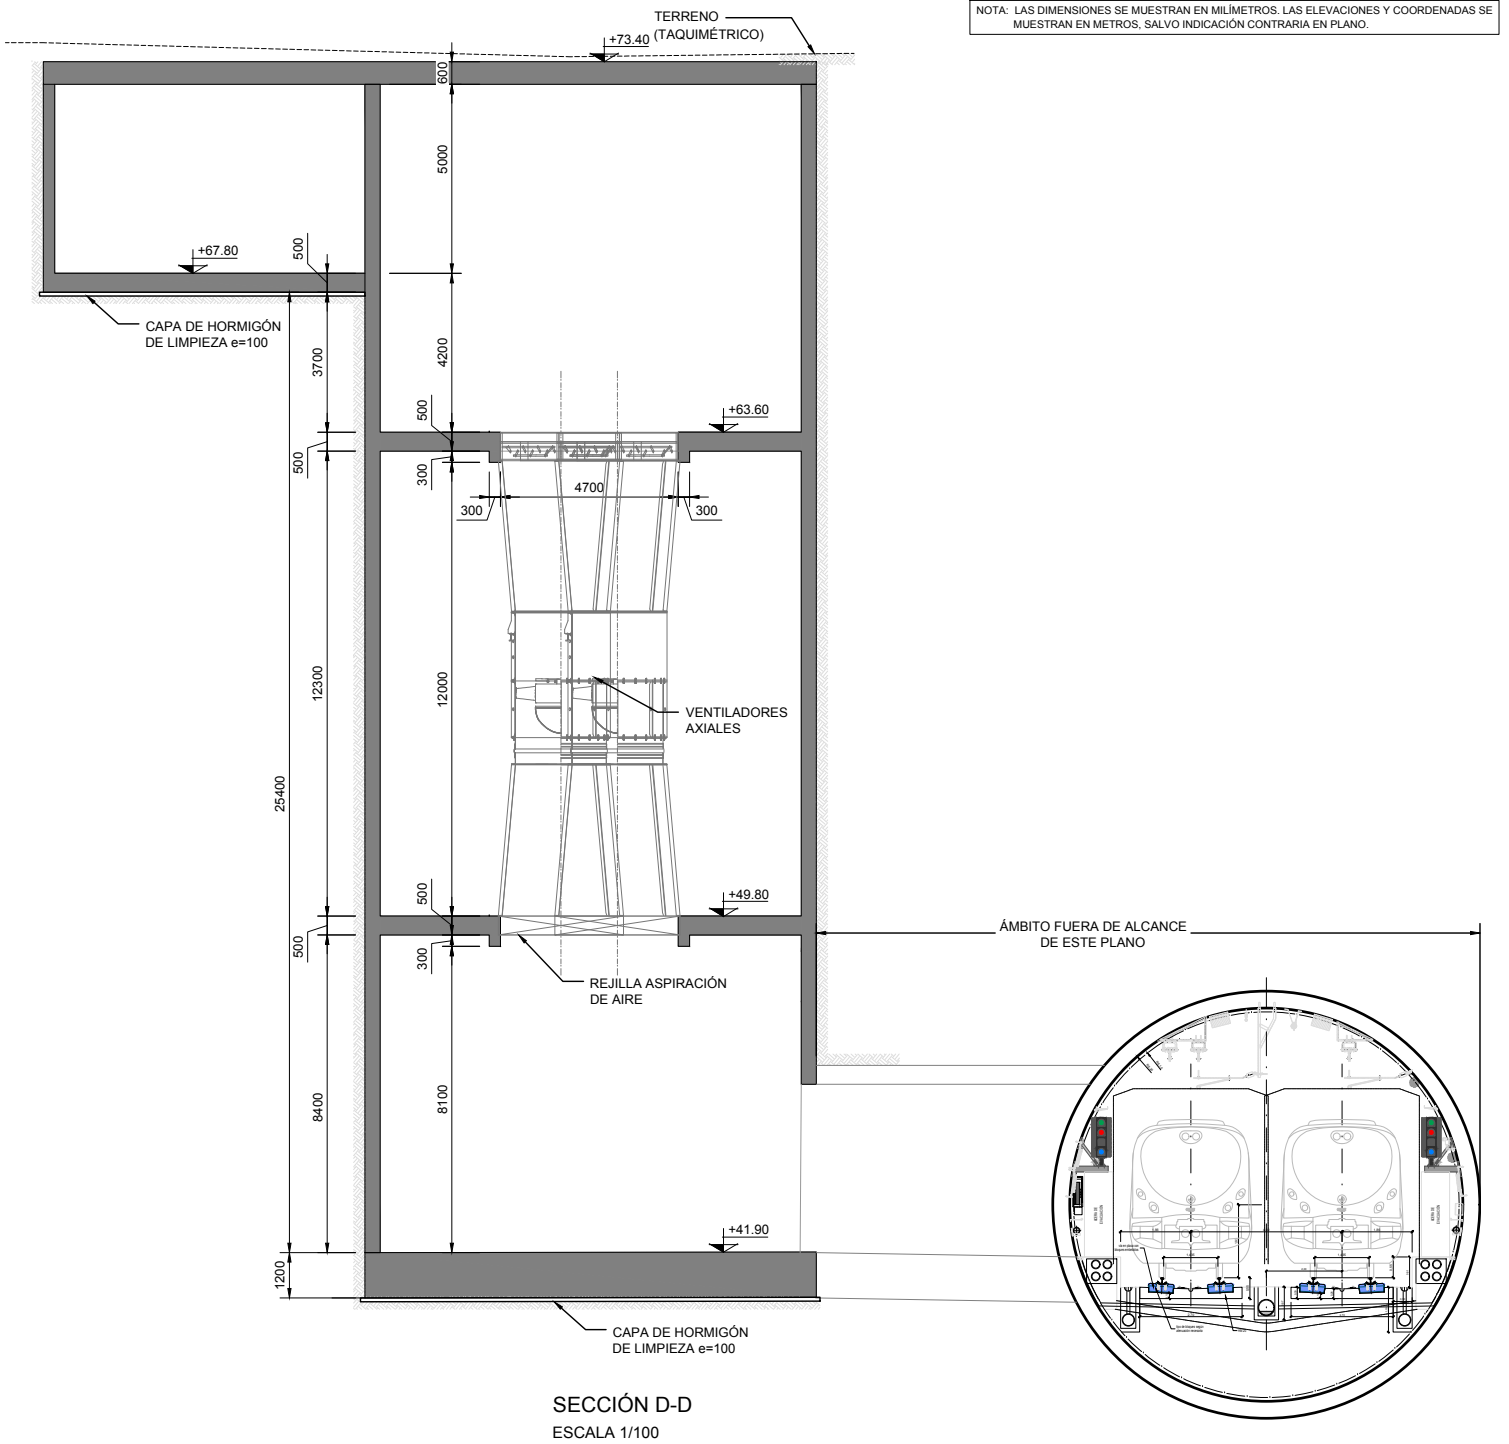 NOTA: LAS DIMENSIONES SE MUESTRAN EN MILÍMETROS. LAS ELEVACIONES Y COORDENADAS SE
MUESTRAN EN METROS, SALVO INDICACIÓN CONTRARIA EN PLANO.
TERRENO
(TAQUIMÉTRICO)
+73.40
600
5000
+67.80
500
CAPA DE HORMIGÓN
DE LIMPIEZA e=100
3700
4200
500
+63.60
500
300
4700
300
300
12300
12000
VENTILADORES
AXIALES
25400
500
+49.80
500
300
REJILLA ASPIRACIÓN
DE AIRE
ÁMBITO FUERA DE ALCANCE
DE ESTE PLANO
8400
8100
+41.90
1200
CAPA DE HORMIGÓN
DE LIMPIEZA e=100
SECCIÓN D-D
ESCALA 1/100